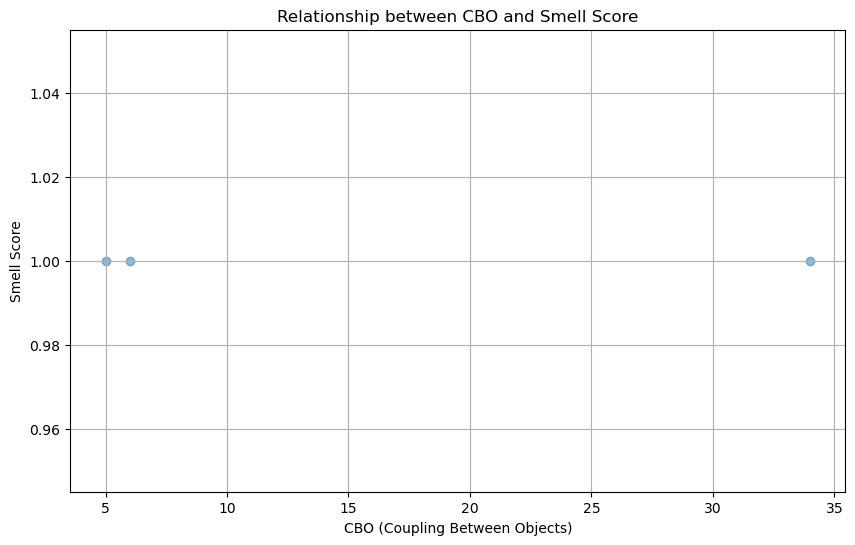 Relationship between CBO and Smell Score
1.04
1.02
1.00
0.98
0.96
Smell Score
5 10 15 20 25 30 35
CBO (Coupling Between Objects)